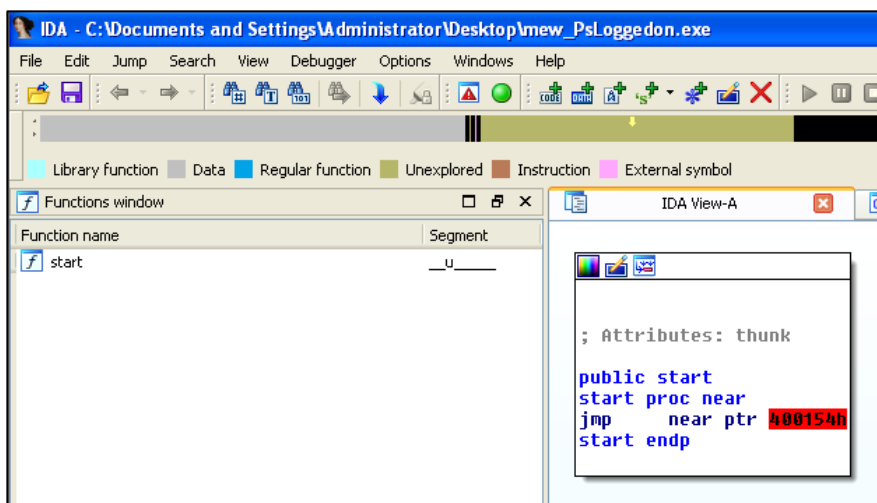 IDA - C:\Documents and Settings\Administrator\Desktop\mew_PsLoggedon.exe
File Edit Jump Search View Debugger Options Windows Help
Library function Data Regular function Unexplored Instruction External symbol
Functions window
IDA View-A
Function name Segment
start __u_____
; Attributes: thunk
public start
start proc near
jmp near ptr 400154h
start endp